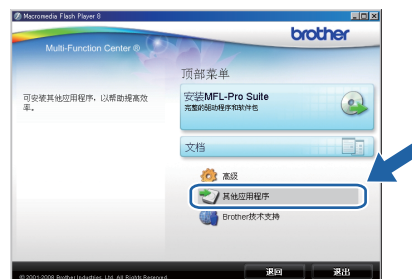 Macromedia Flash Player 8
brother
Multi-Function Center ®
顶部菜单
可安装其他应用程序，以帮助提高效
率。
安装MFL-Pro Suite
完整的驱动程序和软件包
文档
高级
其他应用程序
Brother技术支持
© 2001-2008 Brother Industries, Ltd. All Rights Reserved.
退回 退出